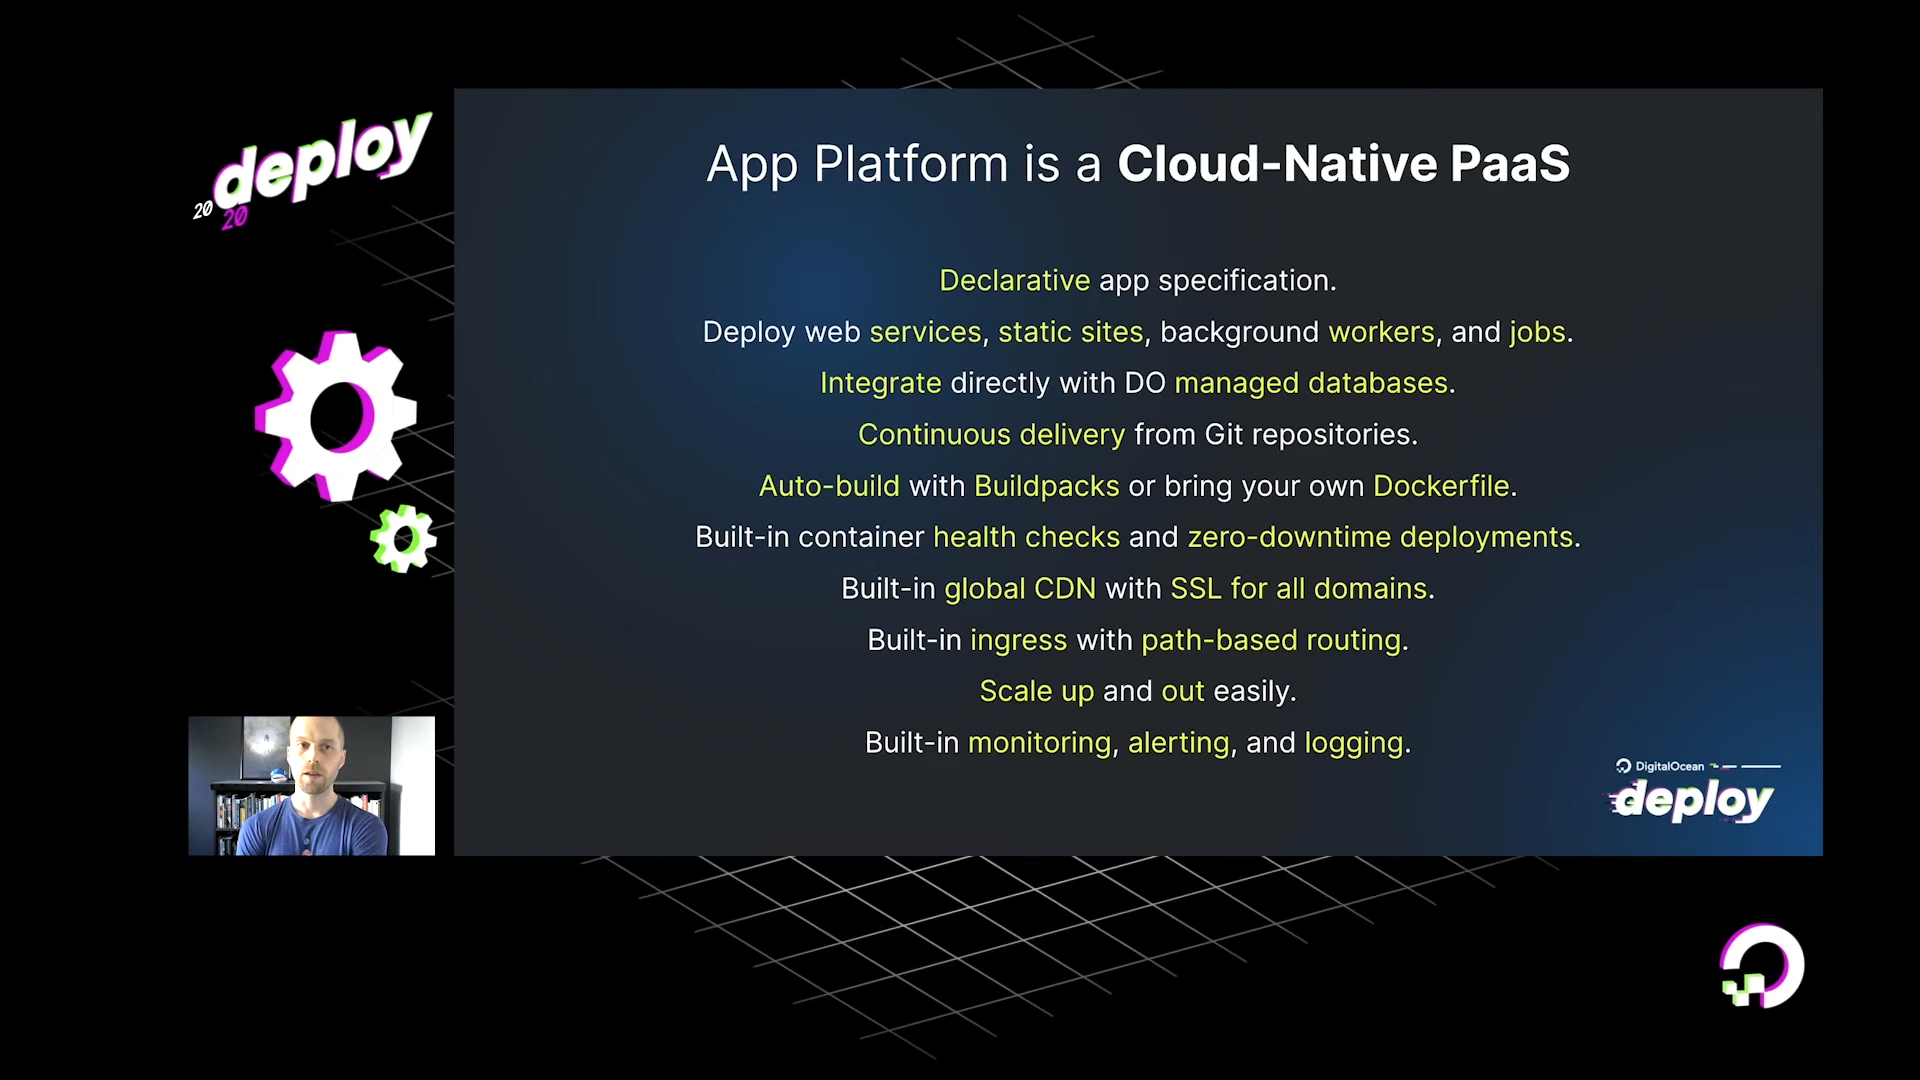 deploy
20
20
App Platform is a Cloud-Native PaaS
Declarative app specification.
Deploy web services, static sites, background workers, and jobs.
Integrate directly with DO managed databases.
Continuous delivery from Git repositories.
Auto-build with Buildpacks or bring your own Dockerfile.
Built-in container health checks and zero-downtime deployments.
Built-in global CDN with SSL for all domains.
Built-in ingress with path-based routing.
Scale up and out easily.
Built-in monitoring, alerting, and logging.
DigitalOcean
deploy